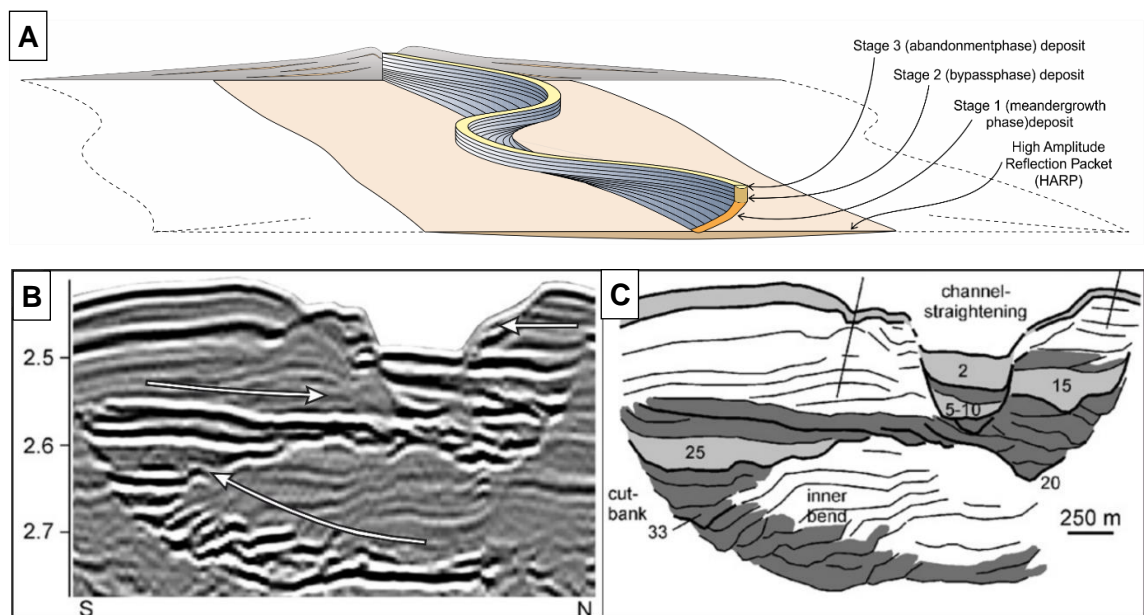 A
Stage 3 (abandonmentphase) deposit
Stage 2 (bypassphase) deposit
Stage 1 (meandergrowth
phase)deposit
High Amplitude
Reflection Packet
(HARP)
B
2.5
2.6
2.7
S
N
C
channel-
straightening
2
15
5-10
25
20
cut-
bank
33
inner
bend
250 m